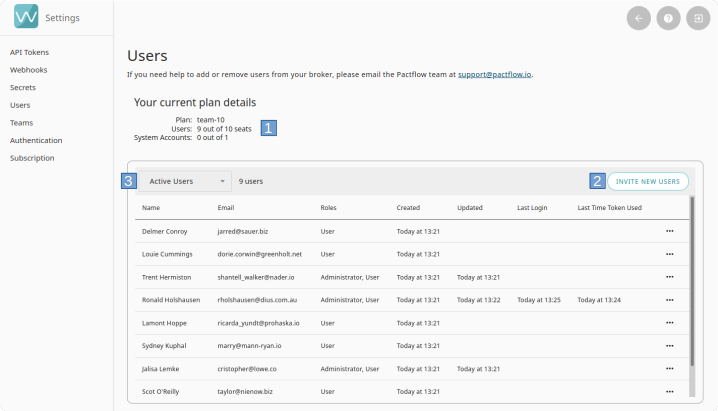 Settings
API Tokens
Webhooks
Secrets
Users
Teams
Authentication
Subscription
Users
If you need help to add or remove users from your broker, please email the Pactflow team at support@pactflow.io.
Your current plan details
Plan: team-10
Users: 9 out of 10 seats
System Accounts: 0 out of 1
1
3
Active Users 9 users
2
INVITE NEW USERS
Name Email Roles Created Updated Last Login Last Time Token Used
Delmer Conroy jarred@sauer.biz User Today at 13:21
Louie Cummings dorie.corwin@greenholt.net User Today at 13:21
Trent Hermiston shantell_walker@nader.io Administrator, User Today at 13:21 Today at 13:21
Ronald Holshausen rholshausen@dius.com.au Administrator, User Today at 13:21 Today at 13:22 Today at 13:25 Today at 13:24
Lamont Hoppe ricarda_yundt@prohaska.io User Today at 13:21
Sydney Kuphal marry@mann-ryan.io User Today at 13:21
Jalisa Lemke cristopher@lowe.co Administrator, User Today at 13:21 Today at 13:21
Scot O'Reilly taylor@nienow.biz User Today at 13:21